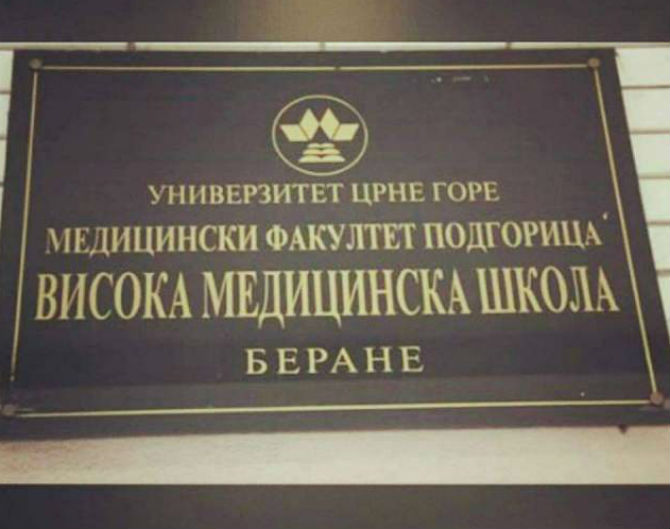 УНИВЕРЗИТЕТ ЦРНЕ ГОРЕ
МЕДИЦИНСКИ ФАКУЛТЕТ ПОДГОРИЦА
ВИСОКА МЕДИЦИНСКА ШКОЛА
БЕРАНЕ